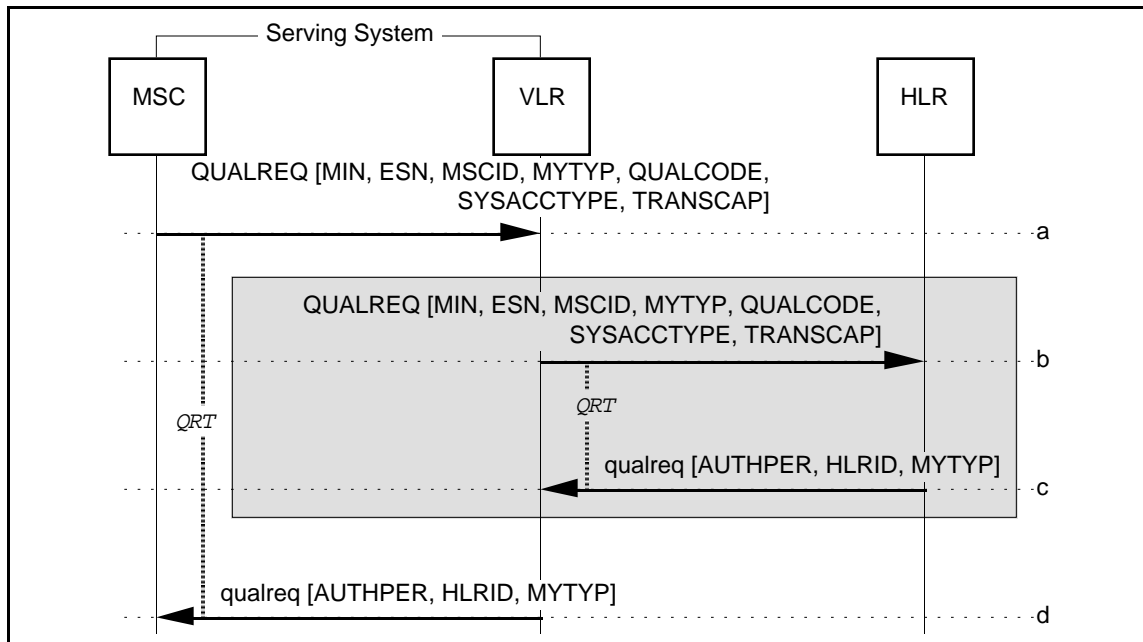 Serving System
MSC
VLR
HLR
QUALREQ [MIN, ESN, MSCID, MYTYP, QUALCODE,
SYSACCTYPE, TRANSCAP]
a
QUALREQ [MIN, ESN, MSCID, MYTYP, QUALCODE,
SYSACCTYPE, TRANSCAP]
b
QRT
QRT
qualreq [AUTHPER, HLRID, MYTYP]
c
qualreq [AUTHPER, HLRID, MYTYP]
d